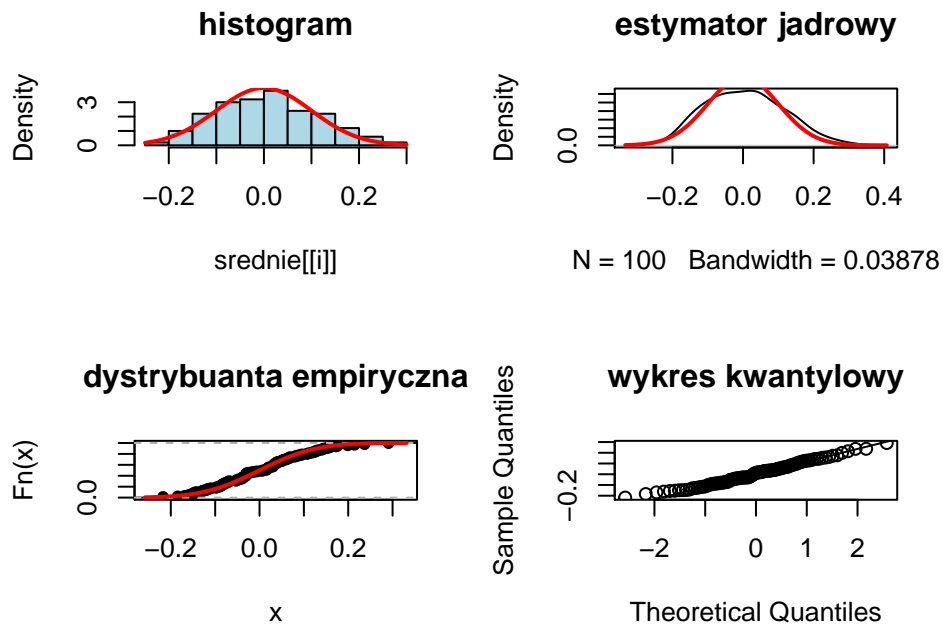 histogram
Density
0 3
−0.2 0.0 0.2
srednie[[i]]
estymator jadrowy
Density
0.0
−0.2 0.0 0.2 0.4
N = 100 Bandwidth = 0.03878
dystrybuanta empiryczna
Fn(x)
0.0
−0.2 0.0 0.2
x
wykres kwantylowy
Sample Quantiles
−0.2
−2 0 1 2
Theoretical Quantiles